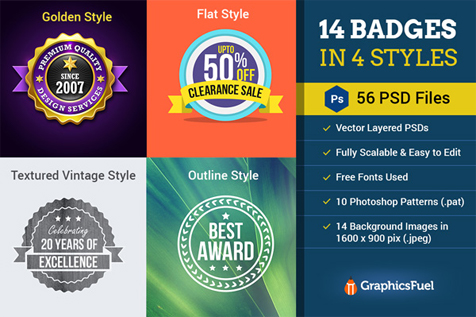 Golden Style
PREMIUM QUALITY
SINCE
2007
DESIGN SERVICES
Flat Style
UPTO
50% OFF
CLEARANCE SALE
Textured Vintage Style
Celebrating
20 YEARS OF
EXCELLENCE
Outline Style
BEST
AWARD
14 BADGES
IN 4 STYLES
Ps 56 PSD Files
Vector Layered PSDs
Fully Scalable & Easy to Edit
Free Fonts Used
10 Photoshop Patterns (.pat)
14 Background Images in
1600 x 900 pix (.jpeg)
GraphicsFuel